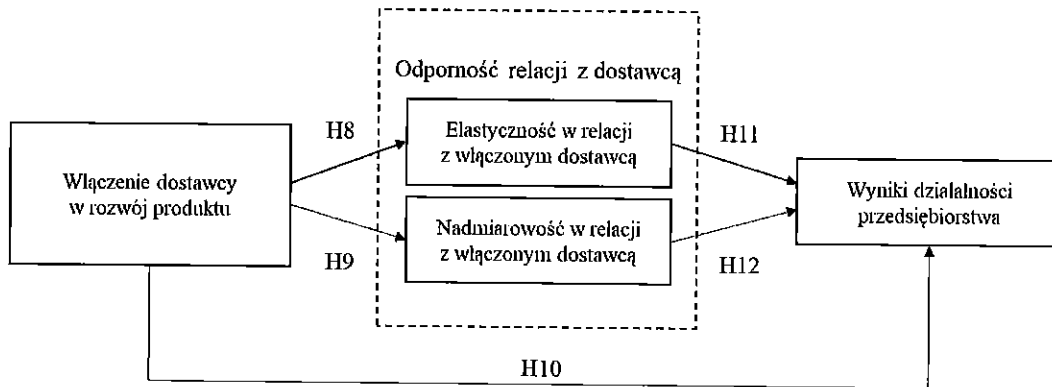 Odporność relacji z dostawcą
H8
Elastyczność w relacji
z włączonym dostawcą
H11
Włączenie dostawcy
w rozwój produktu
Wyniki działalności
przedsiębiorstwa
Nadmiarowość w relacji
z włączonym dostawcą
H9
H12
H10